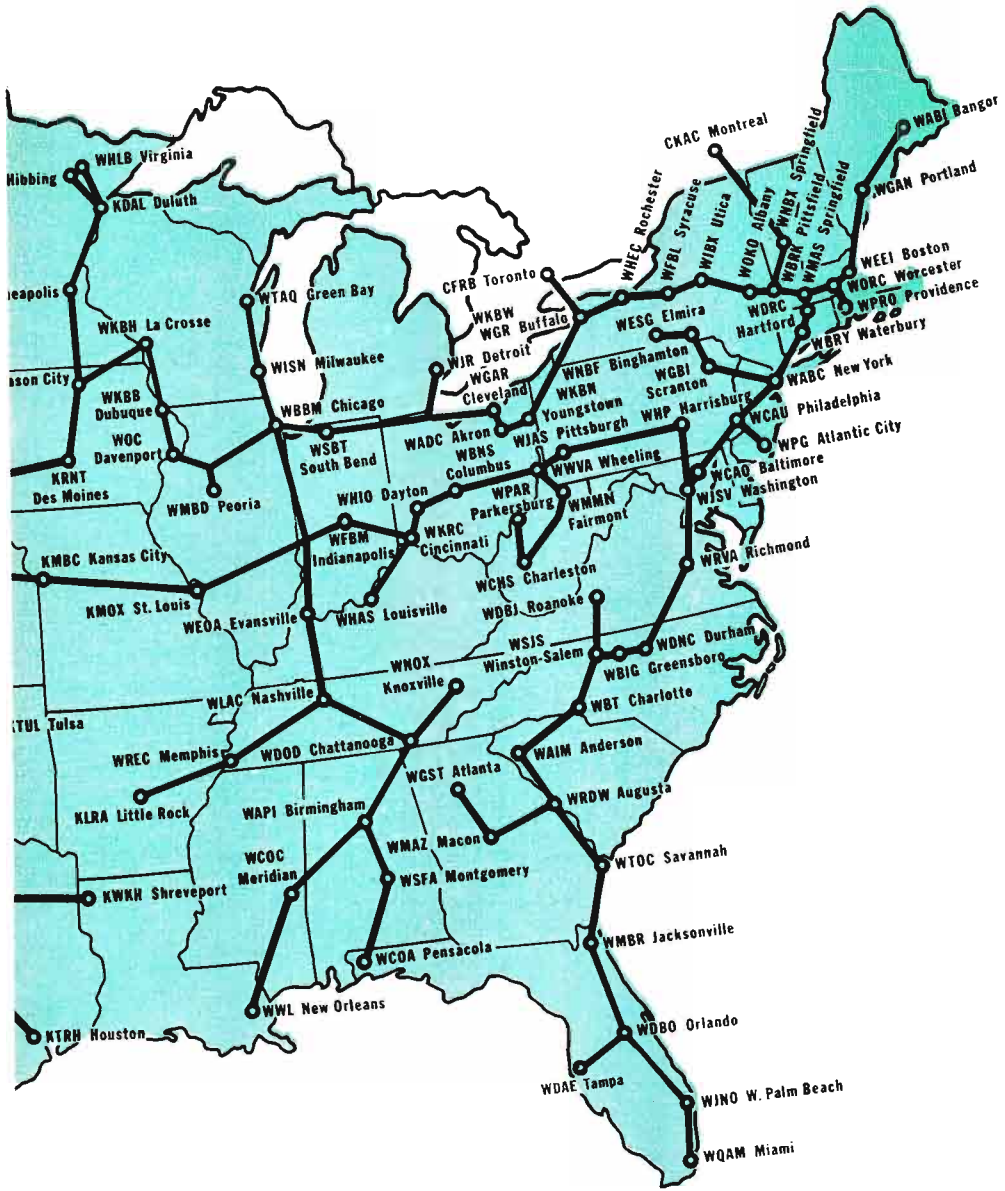 WABI Bangor
CKAC Montreal
WHLB Virginia
Hibbing
KDAL Duluth
WGAN Portland
WHEC Rochester
WFBL Syracuse
WIBX Utica
WOKO Albany
WNBX Springfield
WBRK Pittsfield
WMAS Springfield
WEEI Boston
WORC Worcester
WPRO Providence
WDRC
Hartford
WBRY Waterbury
CFRB Toronto
WKBW
WGR Buffalo
WESG Elmira
eapolis
WTAQ Green Bay
WKBH La Crosse
WISN Milwaukee
WJR Detroit
WGAR
Cleveland
WNBF Binghamton
WGBI
Scranton
WKBN
Youngstown
WABC New York
ason City
WKBB
Dubuque
WBBM Chicago
WOC
Davenport
WSBT
South Bend
WADC Akron
WJAS Pittsburgh
WHP Harrisburg
WCAU Philadelphia
WPG Atlantic City
WCAO Baltimore
WJSV Washington
KRNT
Des Moines
WMBD Peoria
WBNS
Columbus
WWVA Wheeling
WHIO Dayton
WPAR
Parkersburg
WMMN
Fairmont
WFBM
Indianapolis
WKRC
Cincinnati
WRVA Richmond
KMBC Kansas City
WCHS Charleston
KMOX St. Louis
WEOA Evansville
WHAS Louisville
WDBJ Roanoke
WSJS
Winston-Salem
WDNC Durham
WBIG Greensboro
WNOX
Knoxville
WLAC Nashville
WBT Charlotte
KTUL Tulsa
WREC Memphis
WDOD Chattanooga
WAIM Anderson
KLRA Little Rock
WGST Atlanta
WRDW Augusta
WAPI Birmingham
WMAZ Macon
WCOC
Meridian
WSFA Montgomery
WTOC Savannah
KWKH Shreveport
WMBR Jacksonville
WCOA Pensacola
WWL New Orleans
KTRH Houston
WDBO Orlando
WDAE Tampa
WJNO W. Palm Beach
WQAM Miami